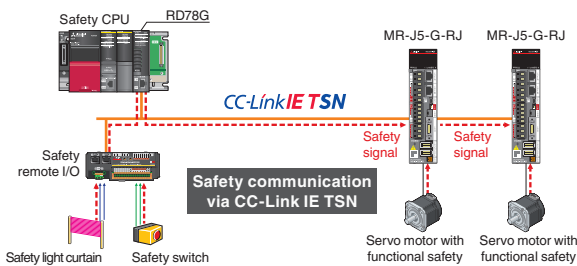 Safety CPU
RD78G
MR-J5-G-RJ
MR-J5-G-RJ
CC-Link IE TSN
Safety
signal
Safety
signal
Safety
remote I/O
Safety communication
via CC-Link IE TSN
Safety light curtain
Safety switch
Servo motor with
functional safety
Servo motor with
functional safety